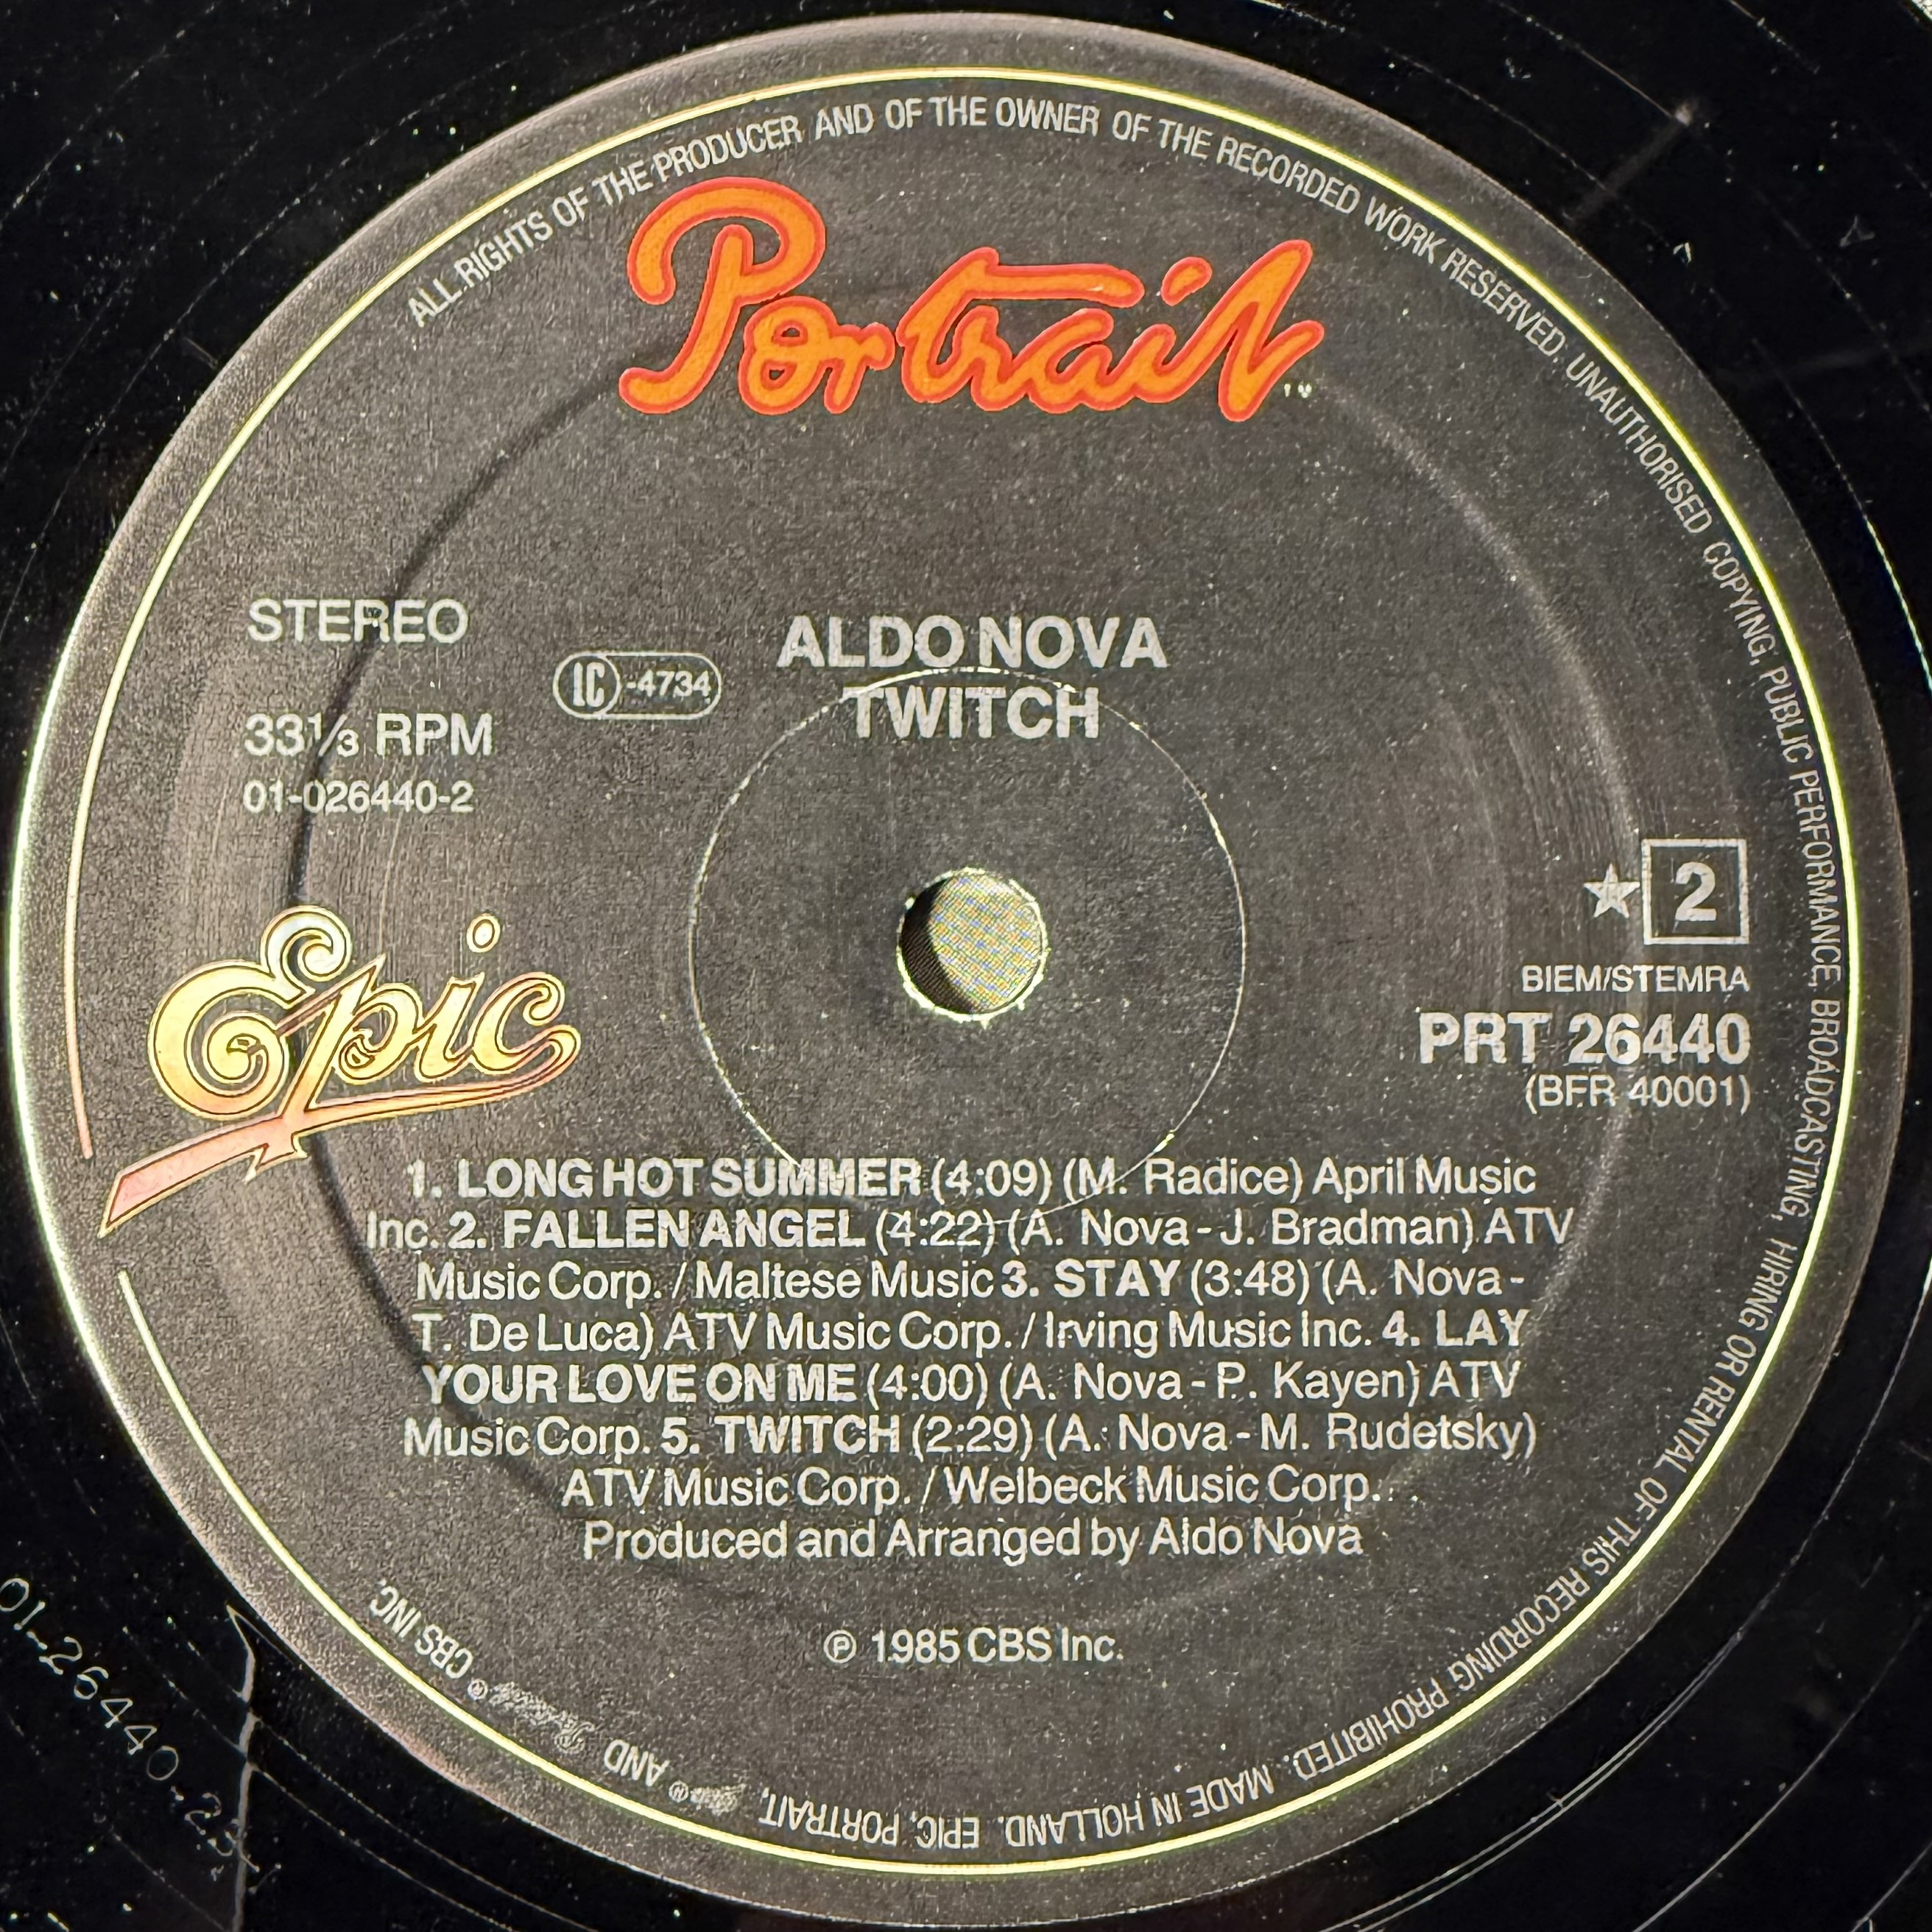 ALL RIGHTS OF THE PRODUCER AND OF THE OWNER OF THE RECORDED WORK RESERVED. UNAUTHORISED COPYING, PUBLIC PERFORMANCE, BROADCASTING, HIRING OR RENTAL OF THIS RECORDING PROHIBITED. MADE IN HOLLAND. EPIC, PORTRAIT, Epic ® AND Portrait ® CBS INC.
Portrait TM
STEREO
LC-4734
ALDO NOVA
TWITCH
33⅓ RPM
01-026440-2
★ 2
BIEM/STEMRA
PRT 26440
(BFR 40001)
Epic
1. LONG HOT SUMMER (4:09) (M. Radice) April Music
Inc. 2. FALLEN ANGEL (4:22) (A. Nova - J. Bradman) ATV
Music Corp. / Maltese Music 3. STAY (3:48) (A. Nova -
T. De Luca) ATV Music Corp. / Irving Music Inc. 4. LAY
YOUR LOVE ON ME (4:00) (A. Nova - P. Kayen) ATV
Music Corp. 5. TWITCH (2:29) (A. Nova - M. Rudetsky)
ATV Music Corp. / Welbeck Music Corp.
Produced and Arranged by Aldo Nova
℗ 1985 CBS Inc.